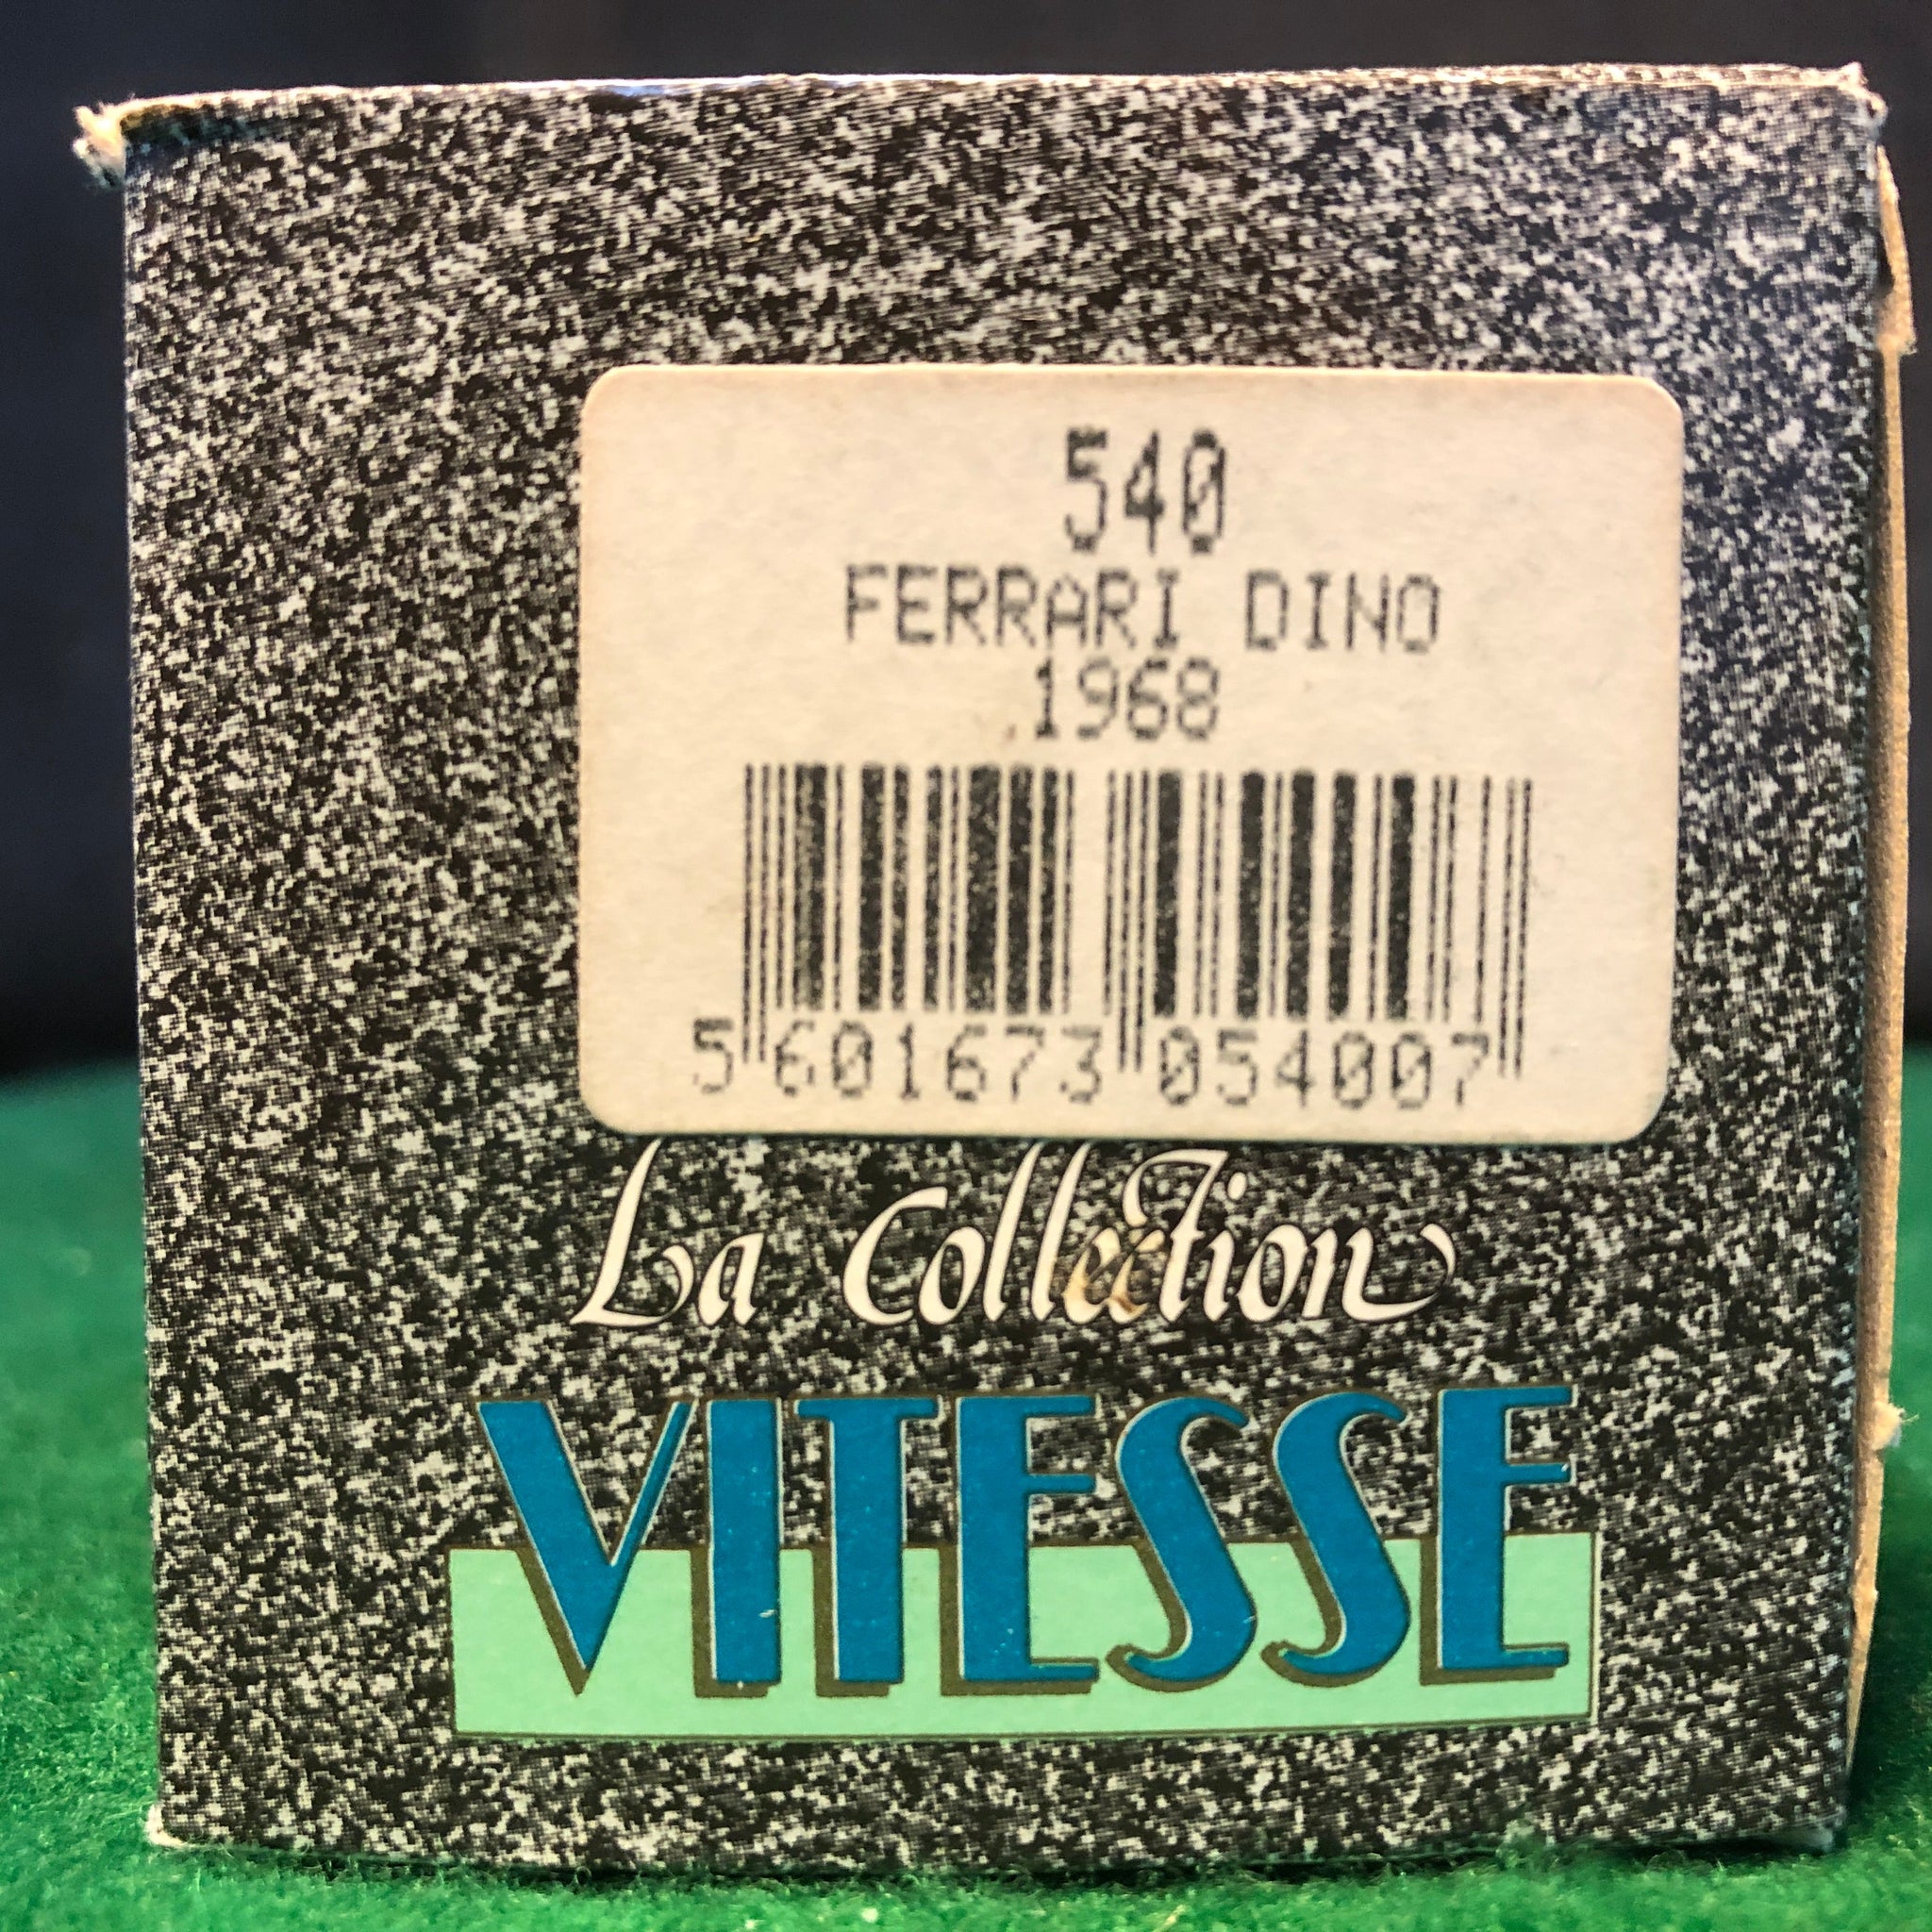 540
FERRARI DINO
1968
5 601673 054007
La Collection
VITESSE